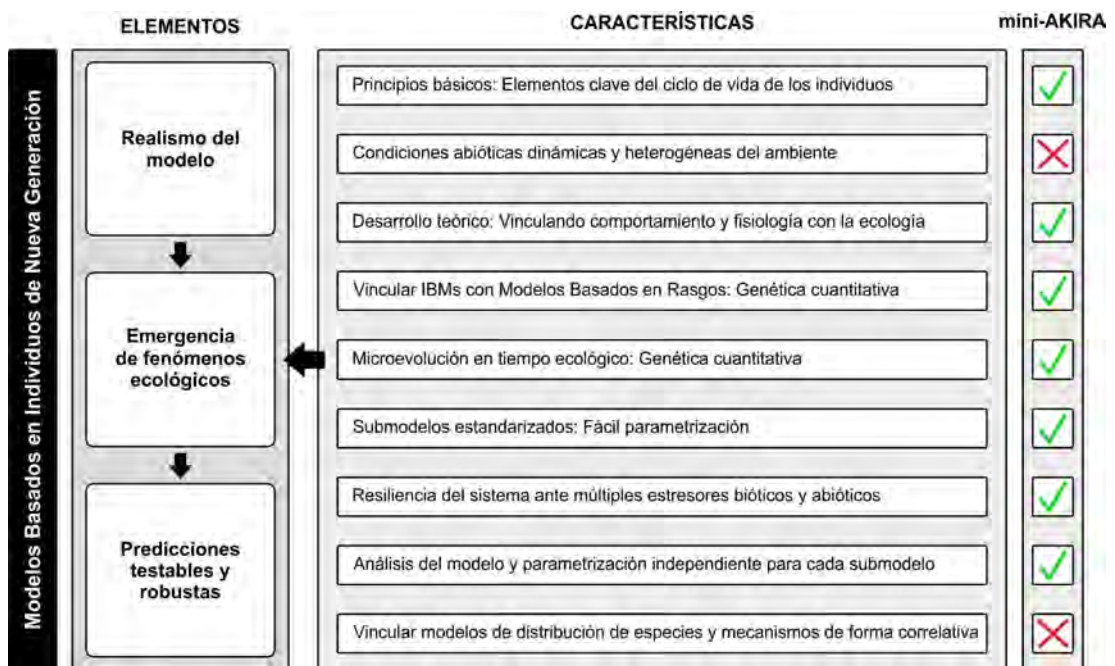 ELEMENTOS
CARACTERÍSTICAS
mini-AKIRA
Modelos Basados en Individuos de Nueva Generación
Realismo del
modelo
Emergencia
de fenómenos
ecológicos
Predicciones
testables y
robustas
Principios básicos: Elementos clave del ciclo de vida de los individuos
Condiciones abióticas dinámicas y heterogéneas del ambiente
Desarrollo teórico: Vinculando comportamiento y fisiología con la ecología
Vincular IBMs con Modelos Basados en Rasgos: Genética cuantitativa
Microevolución en tiempo ecológico: Genética cuantitativa
Submodelos estandarizados: Fácil parametrización
Resiliencia del sistema ante múltiples estresores bióticos y abióticos
Análisis del modelo y parametrización independiente para cada submodelo
Vincular modelos de distribución de especies y mecanismos de forma correlativa